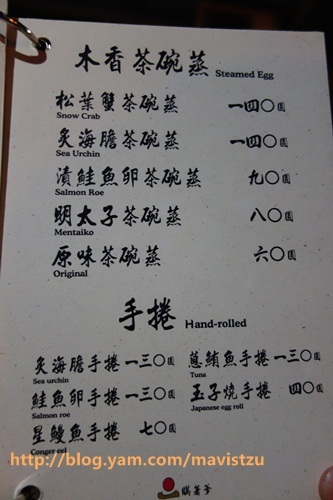 木香茶碗蒸 Steamed Egg
松葉蟹茶碗蒸 一四〇圓
Snow Crab
炙海膽茶碗蒸 一四〇圓
Sea Urchin
漬鮭魚卵茶碗蒸 九〇圓
Salmon Roe
明太子茶碗蒸 八〇圓
Mentaiko
原味茶碗蒸 六〇圓
Original
手捲 Hand-rolled
炙海膽手捲 一三〇圓
Sea urchin
鮭魚卵手捲 一三〇圓
Salmon roe
星鰻魚手捲 七〇圓
Conger eel
蔥鮪魚手捲 一三〇圓
Tuna
玉子燒手捲 四〇圓
Japanese egg roll
http://blog.yam.com/mavistzu